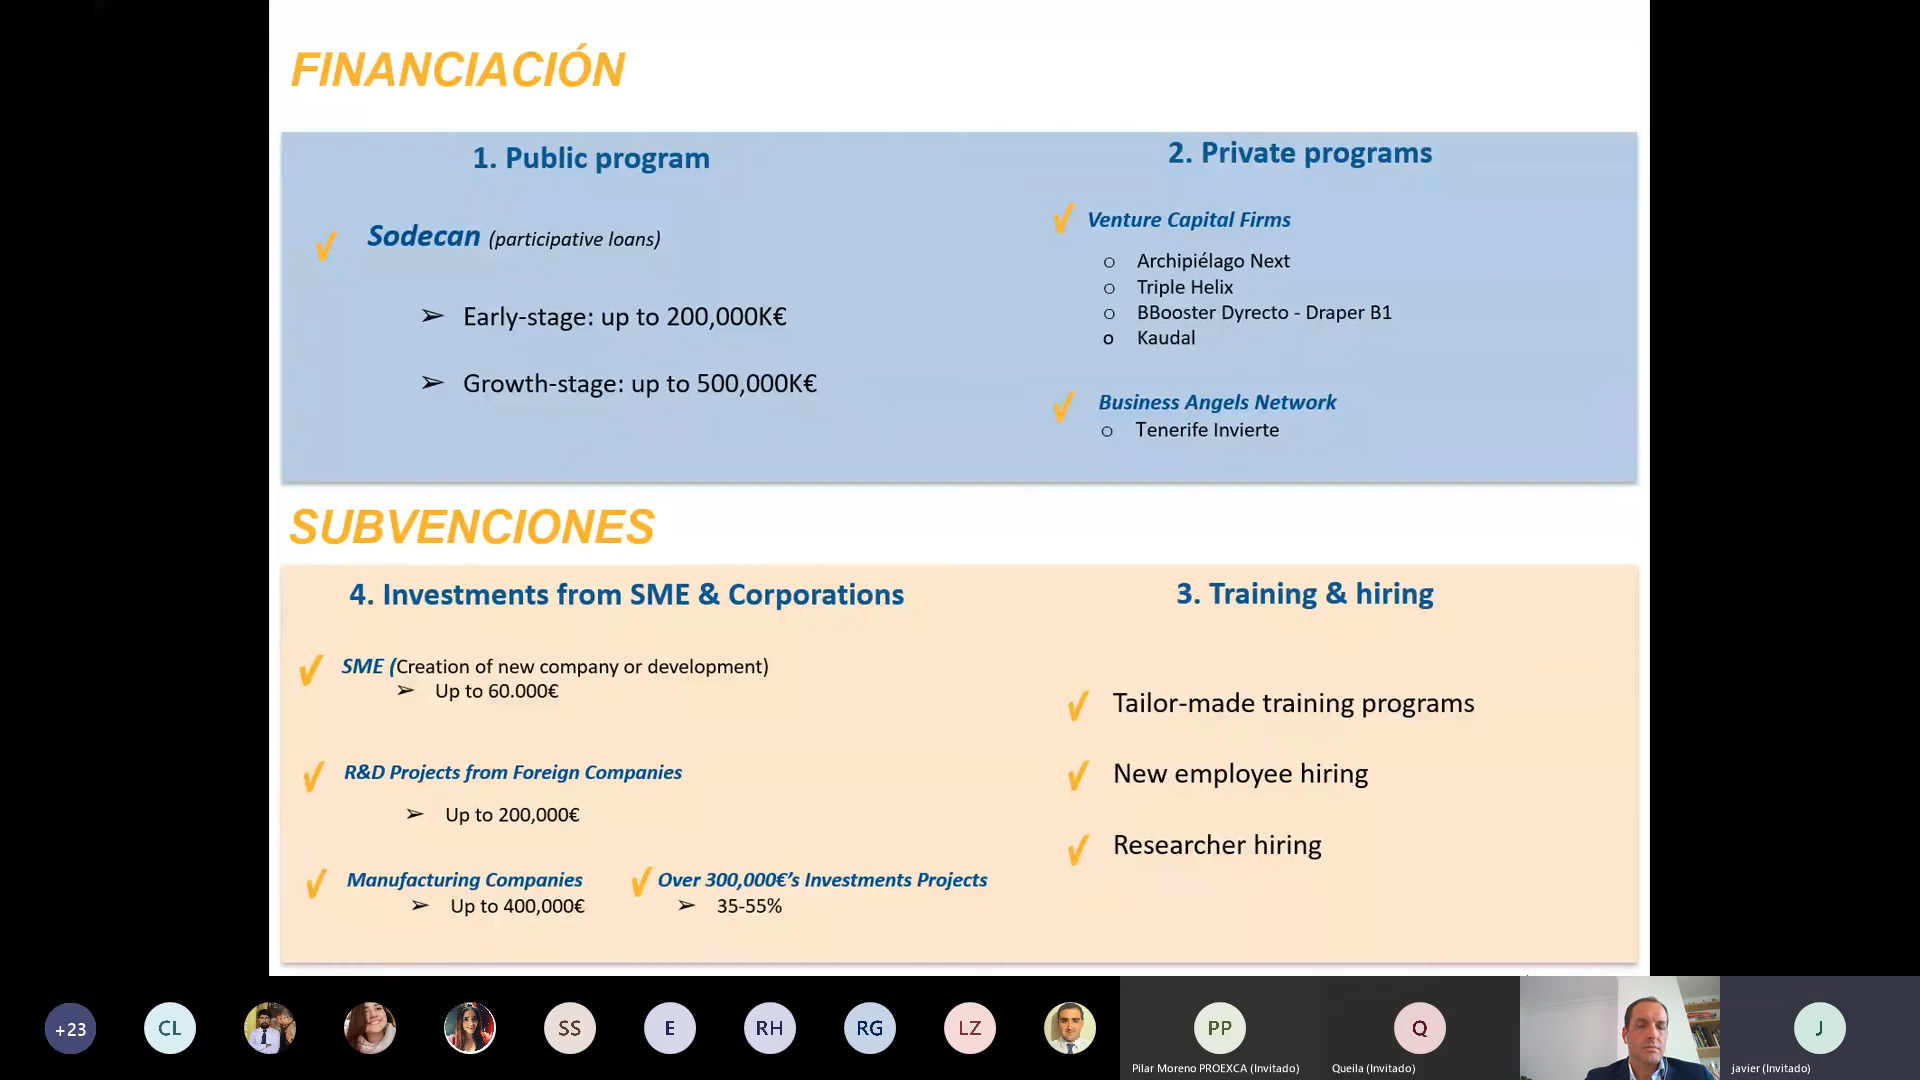 FINANCIACIÓN
1. Public program
✓ Sodecan (participative loans)
➢ Early-stage: up to 200,000K€
➢ Growth-stage: up to 500,000K€
2. Private programs
✓ Venture Capital Firms
o Archipiélago Next
o Triple Helix
o BBooster Dyrecto - Draper B1
o Kaudal
✓ Business Angels Network
o Tenerife Invierte
SUBVENCIONES
4. Investments from SME & Corporations
✓ SME (Creation of new company or development)
➢ Up to 60.000€
✓ R&D Projects from Foreign Companies
➢ Up to 200,000€
✓ Manufacturing Companies
➢ Up to 400,000€
✓ Over 300,000€’s Investments Projects
➢ 35-55%
3. Training & hiring
✓ Tailor-made training programs
✓ New employee hiring
✓ Researcher hiring
+23
CL
SS
E
RH
RG
LZ
PP
Pilar Moreno PROEXCA (Invitado)
Q
Queila (Invitado)
J
javier (Invitado)